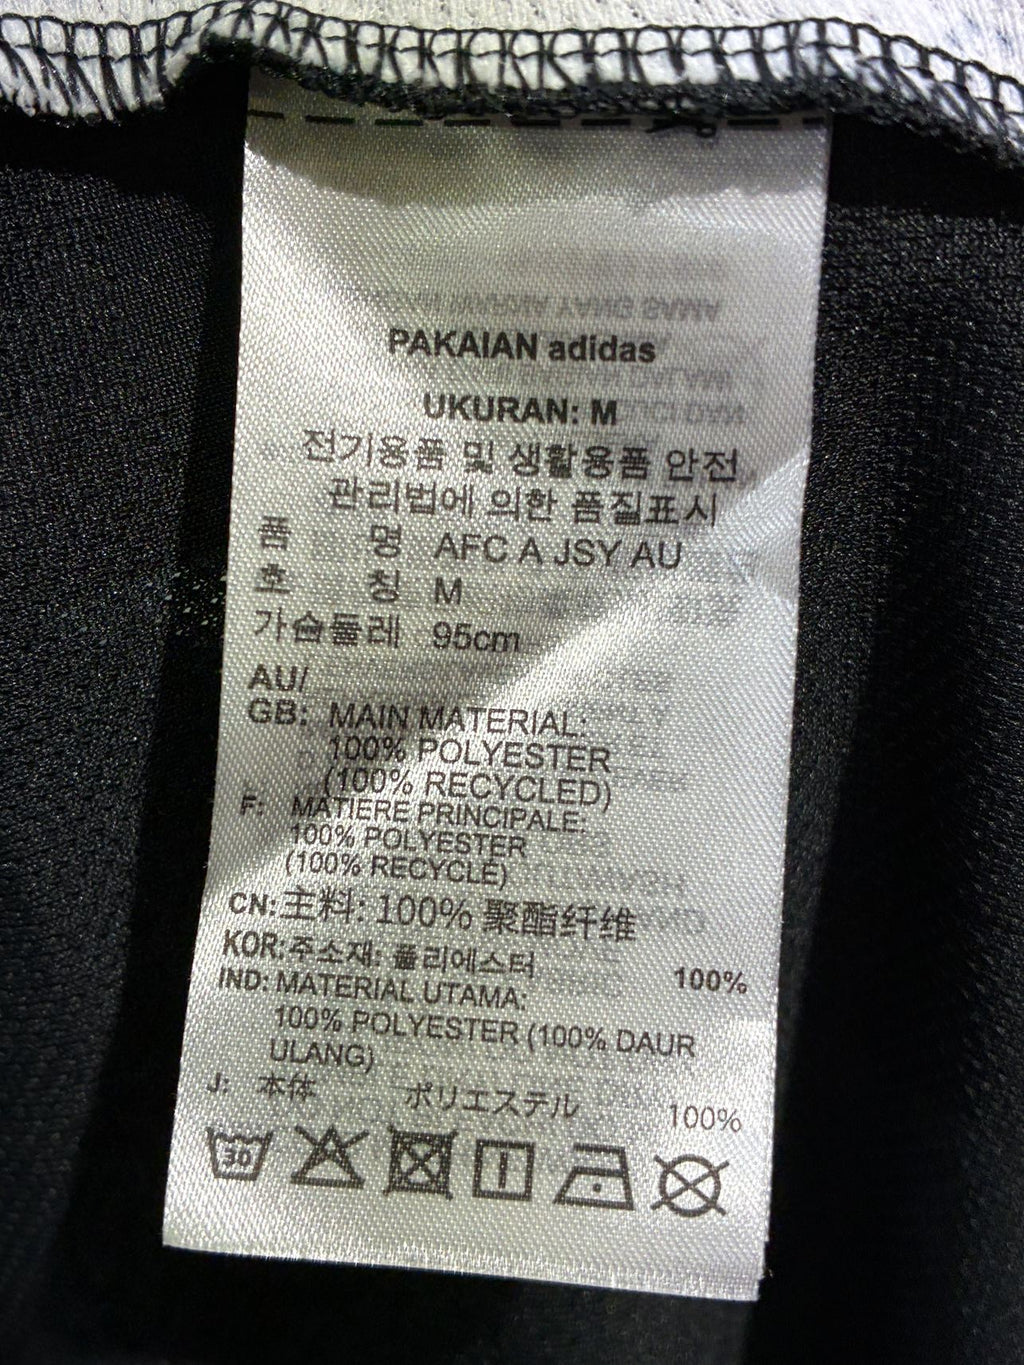 PAKAIAN adidas
UKURAN: M
전기용품 및 생활용품 안전
관리법에 의한 품질표시
품 명 AFC A JSY AU
호 칭 M
가슴둘레 95cm
AU/
GB: MAIN MATERIAL:
100% POLYESTER
(100% RECYCLED)
F: MATIERE PRINCIPALE:
100% POLYESTER
(100% RECYCLE)
CN:主料: 100% 聚酯纤维
KOR:주소재: 폴리에스터 100%
IND: MATERIAL UTAMA:
100% POLYESTER (100% DAUR
ULANG)
J: 本体 ポリエステル 100%
30